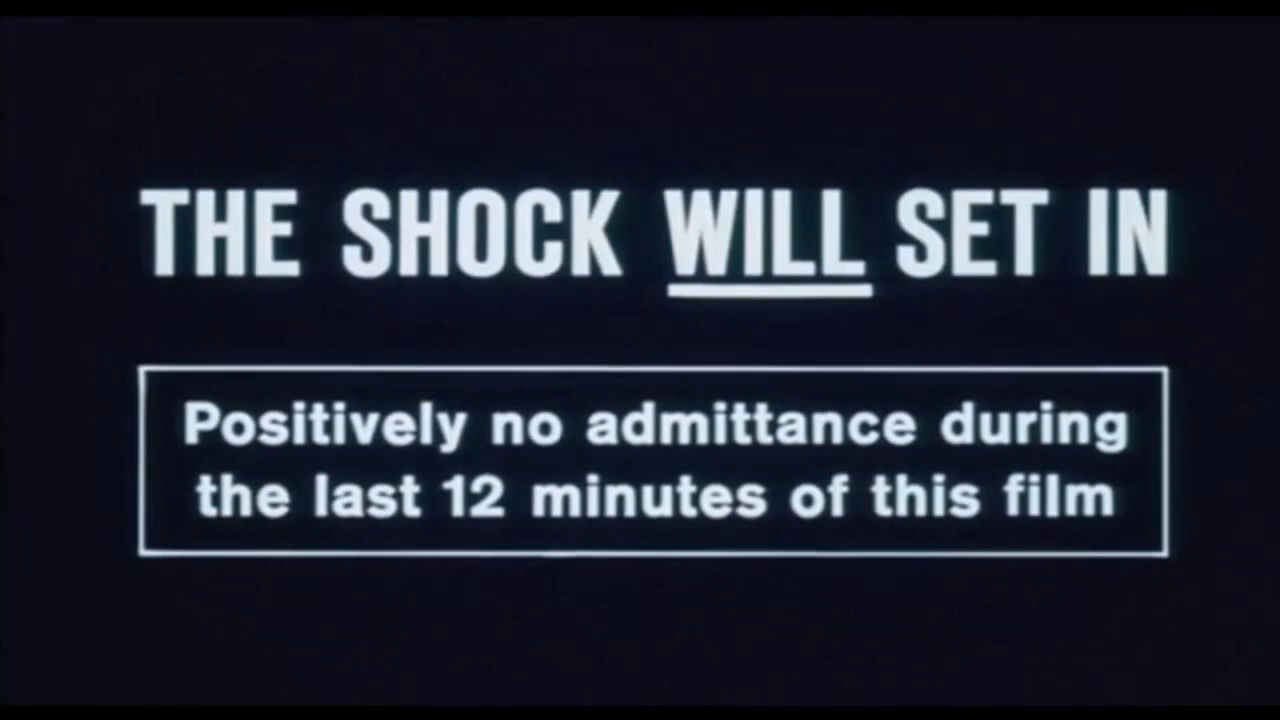 THE SHOCK WILL SET IN
Positively no admittance during
the last 12 minutes of this film